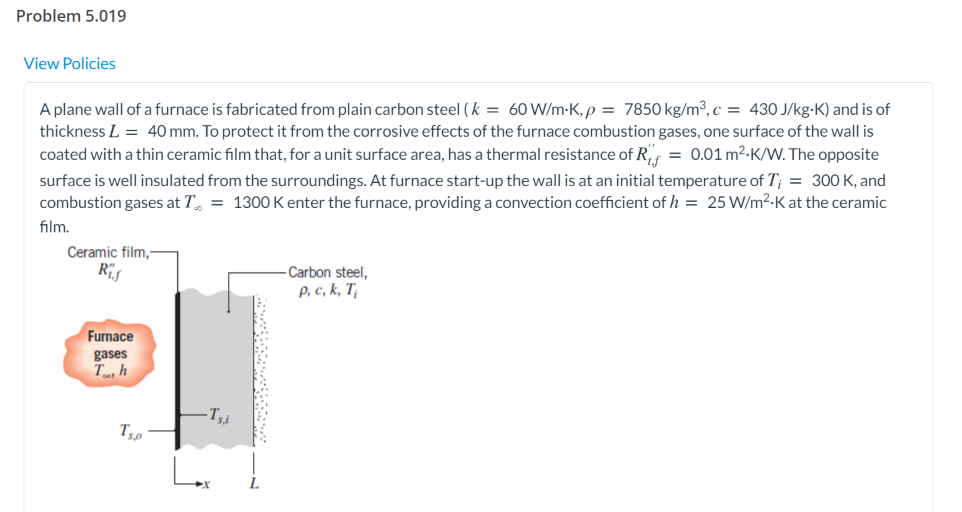 Problem 5.019
View Policies
A plane wall of a furnace is fabricated from plain carbon steel ( k = 60 W/m·K, ρ = 7850 kg/m³, c = 430 J/kg·K) and is of
thickness L = 40 mm. To protect it from the corrosive effects of the furnace combustion gases, one surface of the wall is
coated with a thin ceramic film that, for a unit surface area, has a thermal resistance of R''t,f = 0.01 m²·K/W. The opposite
surface is well insulated from the surroundings. At furnace start-up the wall is at an initial temperature of Ti = 300 K, and
combustion gases at T∞ = 1300 K enter the furnace, providing a convection coefficient of h = 25 W/m²·K at the ceramic
film.
Ceramic film,
R''t,f
Carbon steel,
ρ, c, k, Ti
Furnace
gases
T∞, h
Ts,i
Ts,o
x
L